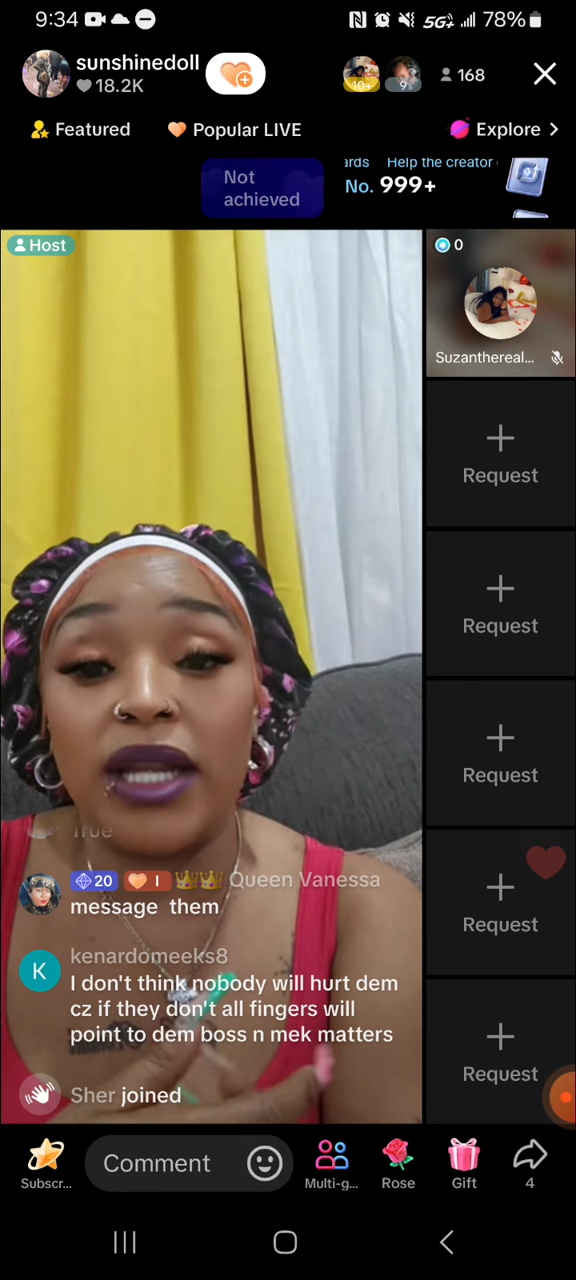 9:34
5G+ 78%
sunshinedoll
18.2K
10+
9
168
Featured
Popular LIVE
Explore
Not
achieved
ards Help the creator
No. 999+
Host
0
Suzanthereal...
Request
Request
Request
Request
Request
True
20 1 Queen Vanessa
message them
K
kenardomeeks8
I don't think nobody will hurt dem
cz if they don't all fingers will
point to dem boss n mek matters
Sher joined
Subscr...
Comment
Multi-g...
Rose
Gift
4